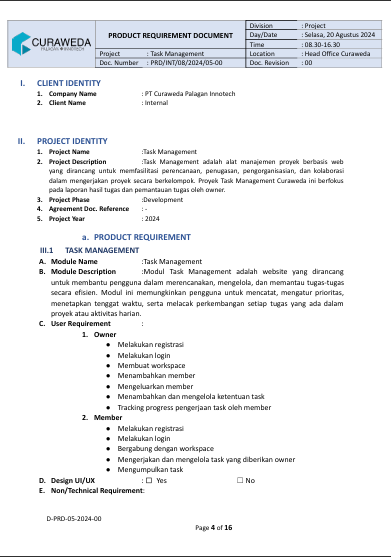 CURAWEDA
PALAGAN INNOTECH
PRODUCT REQUIREMENT DOCUMENT
Division : Project
Day/Date : Selasa, 20 Agustus 2024
Time : 08.30-16.30
Project : Task Management
Location : Head Office Curaweda
Doc. Number : PRD/INT/08/2024/05-00
Doc. Revision : 00
I. CLIENT IDENTITY
1. Company Name : PT Curaweda Palagan Innotech
2. Client Name : Internal
II. PROJECT IDENTITY
1. Project Name :Task Management
2. Project Description :Task Management adalah alat manajemen proyek berbasis web
yang dirancang untuk memfasilitasi perencanaan, penugasan, pengorganisasian, dan kolaborasi
dalam mengerjakan proyek secara berkelompok. Proyek Task Management Curaweda ini berfokus
pada laporan hasil tugas dan pemantauan tugas oleh owner.
3. Project Phase :Development
4. Agreement Doc. Reference : -
5. Project Year : 2024
a. PRODUCT REQUIREMENT
III.1 TASK MANAGEMENT
A. Module Name :Task Management
B. Module Description :Modul Task Management adalah website yang dirancang
untuk membantu pengguna dalam merencanakan, mengelola, dan memantau tugas-tugas
secara efisien. Modul ini memungkinkan pengguna untuk mencatat, mengatur prioritas,
menetapkan tenggat waktu, serta melacak perkembangan setiap tugas yang ada dalam
proyek atau aktivitas harian.
C. User Requirement :
1. Owner
● Melakukan registrasi
● Melakukan login
● Membuat workspace
● Menambahkan member
● Mengeluarkan member
● Menambahkan dan mengelola ketentuan task
● Tracking progress pengerjaan task oleh member
2. Member
● Melakukan registrasi
● Melakukan login
● Bergabung dengan workspace
● Mengerjakan dan mengelola task yang diberikan owner
● Mengumpulkan task
D. Design UI/UX : ☐ Yes ☐ No
E. Non/Technical Requirement:
D-PRD-05-2024-00
Page 4 of 16